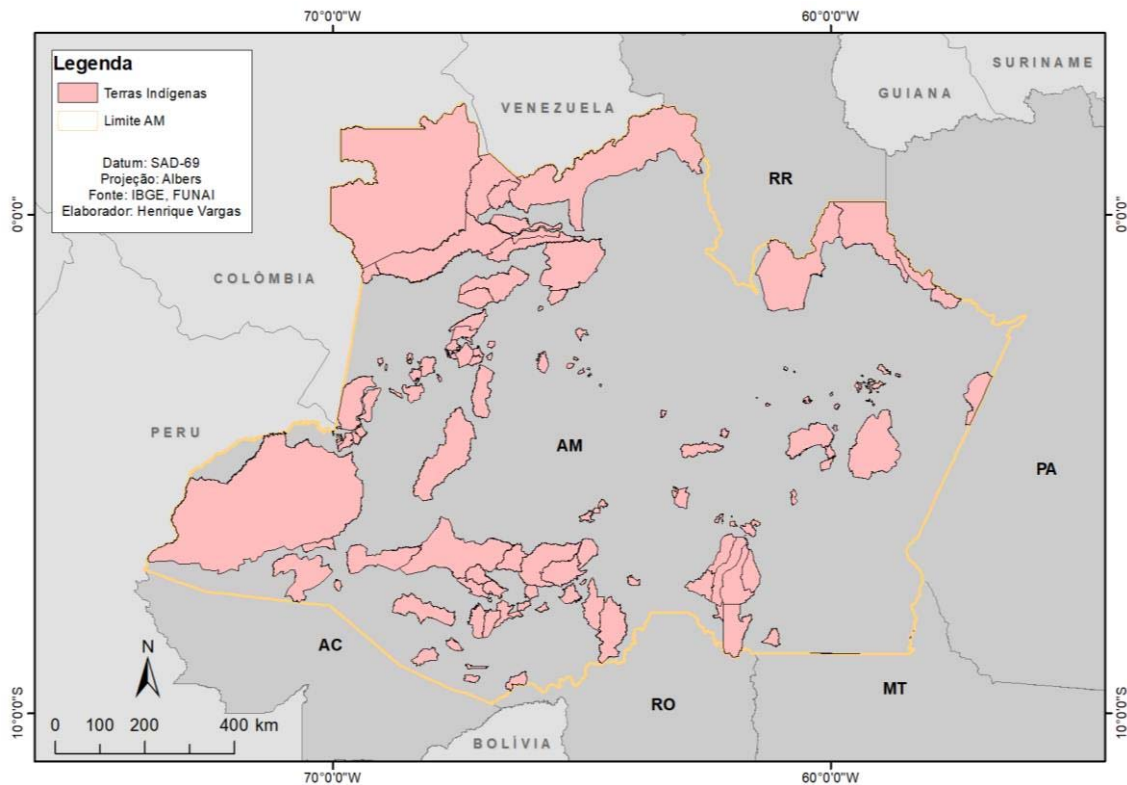 70°0'0"W
60°0'0"W
Legenda
Terras Indígenas
Limite AM
Datum: SAD-69
Projeção: Albers
Fonte: IBGE, FUNAI
Elaborador: Henrique Vargas
SURINAME
GUIANA
VENEZUELA
RR
0°0'0"
0°0'0"
COLÔMBIA
PERU
AM
PA
AC
N
RO
MT
0 100 200 400 km
BOLÌVIA
10°0'0"S
10°0'0"S
70°0'0"W
60°0'0"W